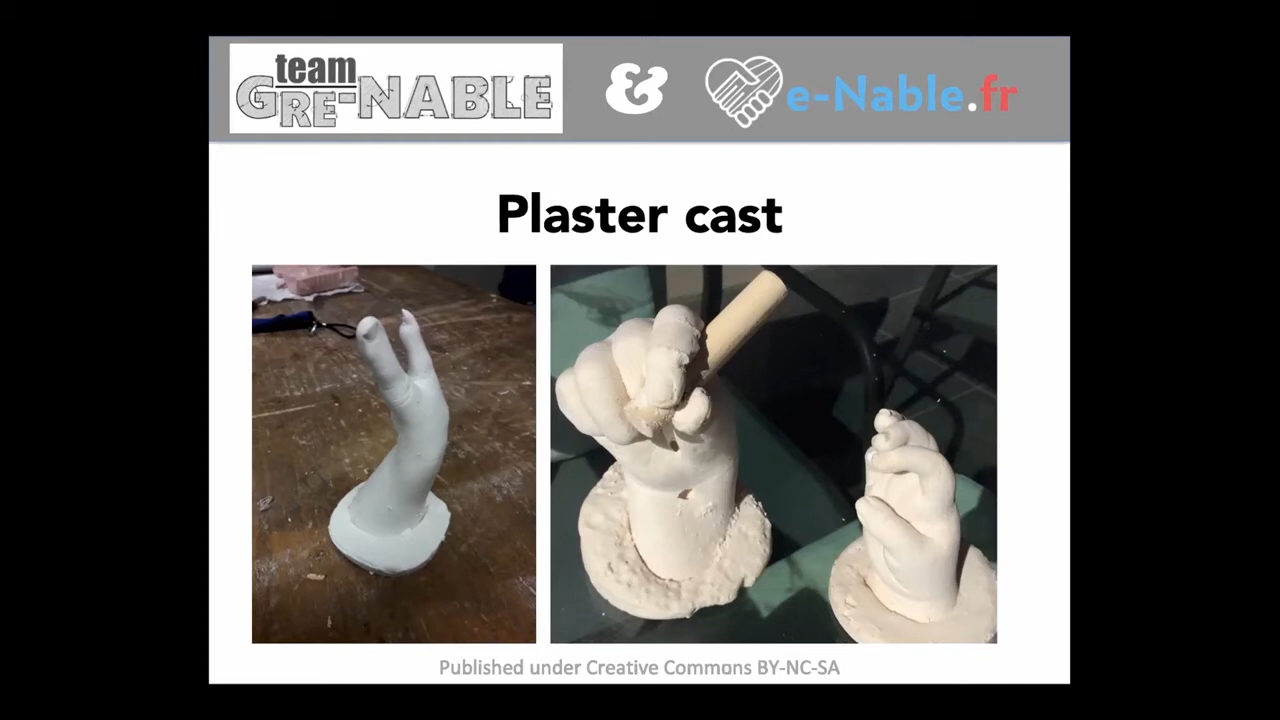 team
GRE-NABLE
&
e-Nable.fr
Plaster cast
Published under Creative Commons BY-NC-SA